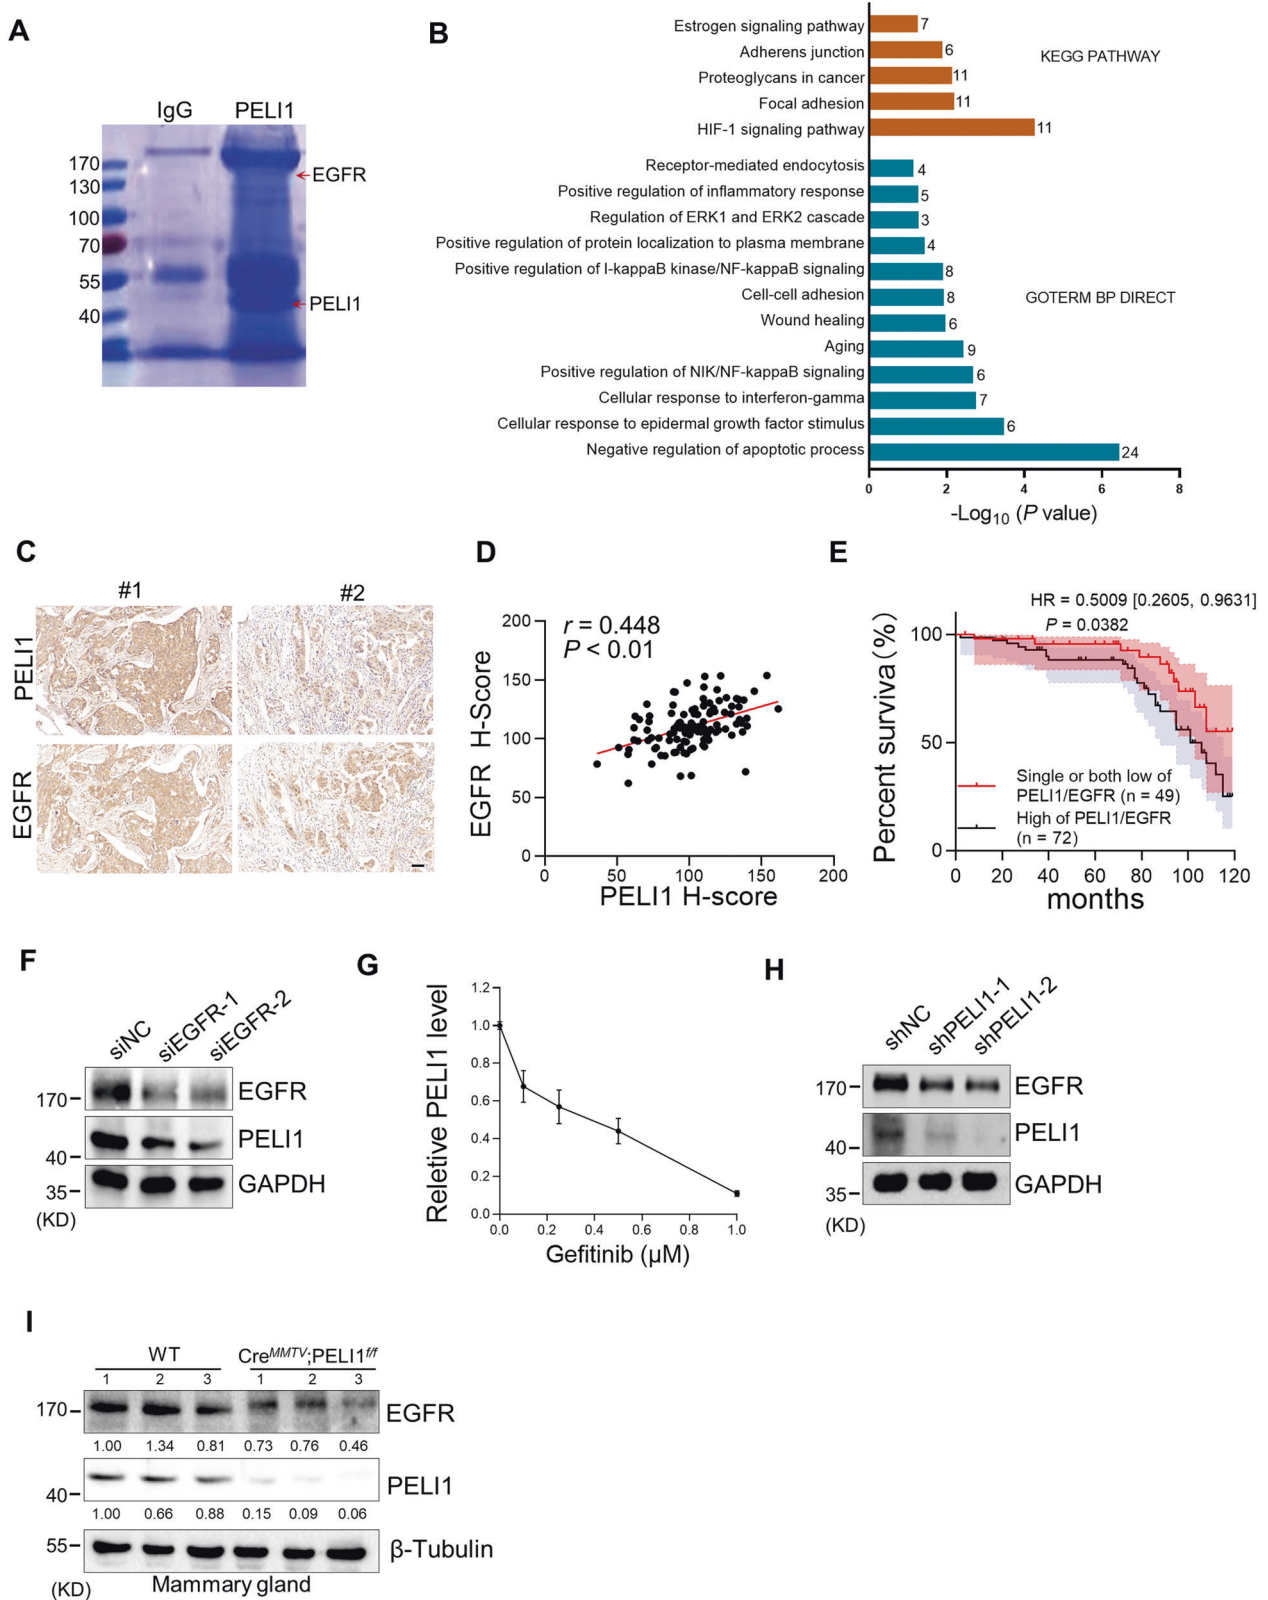 A
IgG PELI1
170
130
100
70
55
40
EGFR
PELI1
B
Estrogen signaling pathway 7
Adherens junction 6
Proteoglycans in cancer 11
Focal adhesion 11
HIF-1 signaling pathway 11
KEGG PATHWAY
Receptor-mediated endocytosis 4
Positive regulation of inflammatory response 5
Regulation of ERK1 and ERK2 cascade 3
Positive regulation of protein localization to plasma membrane 4
Positive regulation of I-kappaB kinase/NF-kappaB signaling 8
Cell-cell adhesion 8
Wound healing 6
Aging 9
Positive regulation of NIK/NF-kappaB signaling 6
Cellular response to interferon-gamma 7
Cellular response to epidermal growth factor stimulus 6
Negative regulation of apoptotic process 24
GOTERM BP DIRECT
0 2 4 6 8
-Log10 (P value)
C
#1 #2
PELI1
EGFR
D
r = 0.448
P < 0.01
EGFR H-Score
200
150
100
50
0
0 50 100 150 200
PELI1 H-score
E
HR = 0.5009 [0.2605, 0.9631]
P = 0.0382
Percent surviva (%)
100
50
0
Single or both low of
PELI1/EGFR (n = 49)
High of PELI1/EGFR
(n = 72)
0 20 40 60 80 100 120
months
F
siNC siEGFR-1 siEGFR-2
170 EGFR
40 PELI1
35 GAPDH
(KD)
G
Reletive PELI1 level
1.2
1.0
0.8
0.6
0.4
0.2
0.0
0.0 0.2 0.4 0.6 0.8 1.0
Gefitinib (µM)
H
shNC shPELI1-1 shPELI1-2
170 EGFR
40 PELI1
35 GAPDH
(KD)
I
WT CreMMTV;PELI1f/f
1 2 3 1 2 3
170 EGFR
1.00 1.34 0.81 0.73 0.76 0.46
40 PELI1
1.00 0.66 0.88 0.15 0.09 0.06
55 β-Tubulin
(KD) Mammary gland